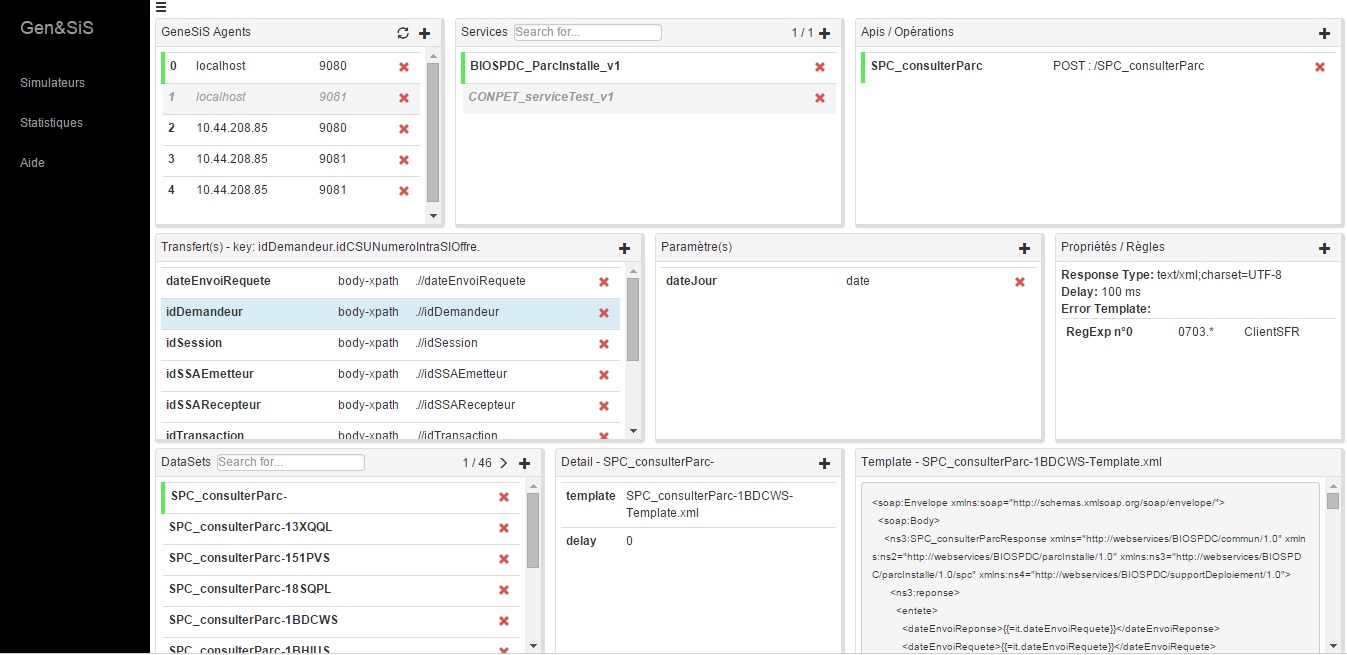 Gen&SiS
Simulateurs
Statistiques
Aide
GeneSiS Agents
0 localhost 9080
1 localhost 9081
2 10.44.208.85 9080
3 10.44.208.85 9081
4 10.44.208.85 9081
Services Search for... 1 / 1
BIOSPDC_ParcInstalle_v1
CONPET_serviceTest_v1
Apis / Opérations
SPC_consulterParc POST : /SPC_consulterParc
Transfert(s) - key: idDemandeur.idCSUNumeroIntraSIOffre.
dateEnvoiRequete body-xpath .//dateEnvoiRequete
idDemandeur body-xpath .//idDemandeur
idSession body-xpath .//idSession
idSSAEmetteur body-xpath .//idSSAEmetteur
idSSARecepteur body-xpath .//idSSARecepteur
idTransaction body-xpath .//idTransaction
Paramètre(s)
dateJour date
Propriétés / Règles
Response Type: text/xml;charset=UTF-8
Delay: 100 ms
Error Template:
RegExp n°0 0703.* ClientSFR
DataSets Search for... 1 / 46
SPC_consulterParc-
SPC_consulterParc-13XQQL
SPC_consulterParc-151PVS
SPC_consulterParc-18SQPL
SPC_consulterParc-1BDCWS
SPC_consulterParc-1BHIUS
Detail - SPC_consulterParc-
template SPC_consulterParc-1BDCWS-
Template.xml
delay 0
Template - SPC_consulterParc-1BDCWS-Template.xml
<soap:Envelope xmlns:soap="http://schemas.xmlsoap.org/soap/envelope/">
<soap:Body>
<ns3:SPC_consulterParcResponse xmlns="http://webservices/BIOSPDC/commun/1.0" xmln
s:ns2="http://webservices/BIOSPDC/parcInstalle/1.0" xmlns:ns3="http://webservices/BIOSPD
C/parcInstalle/1.0/spc" xmlns:ns4="http://webservices/BIOSPDC/supportDeploiement/1.0">
<ns3:reponse>
<entete>
<dateEnvoiReponse>{{=it.dateEnvoiRequete}}</dateEnvoiReponse>
<dateEnvoiRequete>{{=it.dateEnvoiRequete}}</dateEnvoiRequete>